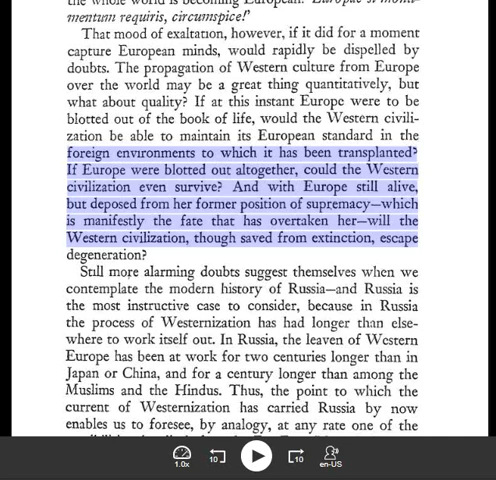 the whole world is becoming European.
mentum requiris, circumspice!'
That mood of exaltation, however, if it did for a moment
capture European minds, would rapidly be dispelled by
doubts. The propagation of Western culture from Europe
over the world may be a great thing quantitatively, but
what about quality? If at this instant Europe were to be
blotted out of the book of life, would the Western civili-
zation be able to maintain its European standard in the
foreign environments to which it has been transplanted?
If Europe were blotted out altogether, could the Western
civilization even survive? And with Europe still alive,
but deposed from her former position of supremacy—which
is manifestly the fate that has overtaken her—will the
Western civilization, though saved from extinction, escape
degeneration?
Still more alarming doubts suggest themselves when we
contemplate the modern history of Russia—and Russia is
the most instructive case to consider, because in Russia
the process of Westernization has had longer than else-
where to work itself out. In Russia, the leaven of Western
Europe has been at work for two centuries longer than in
Japan or China, and for a century longer than among the
Muslims and the Hindus. Thus, the point to which the
current of Westernization has carried Russia by now
enables us to foresee, by analogy, at any rate one of the
1.0x
10
10
en-US